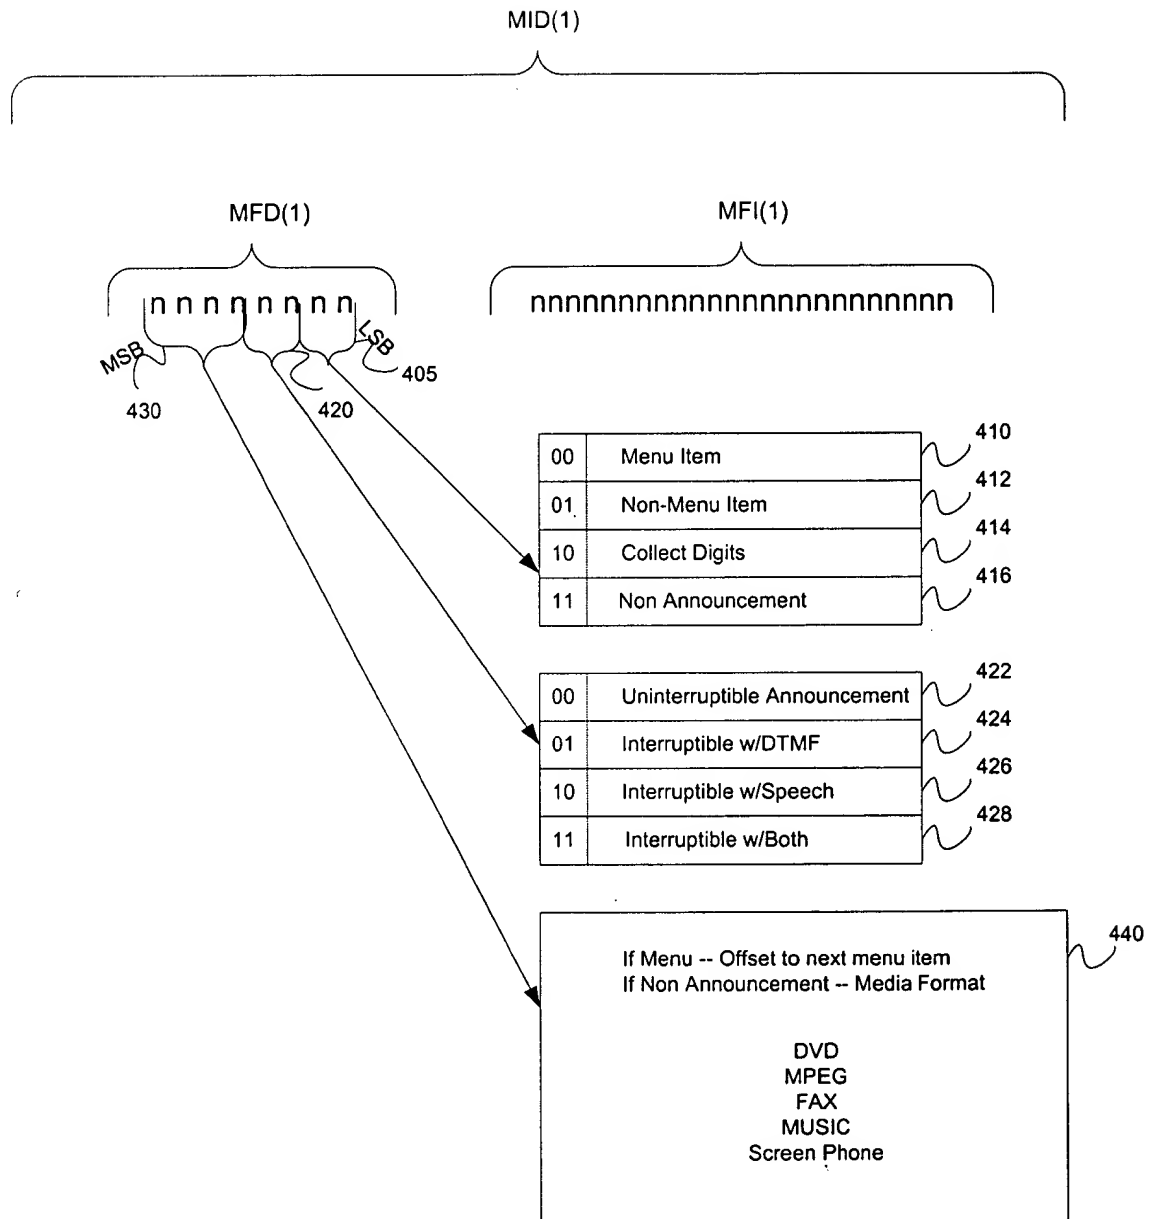 MID(1)
MFD(1)
MFI(1)
n n n n n n n n
nnnnnnnnnnnnnnnnnnnnnnnn
MSB
LSB
405
430
420
00 Menu Item 410
01 Non-Menu Item 412
10 Collect Digits 414
11 Non Announcement 416
00 Uninterruptible Announcement 422
01 Interruptible w/DTMF 424
10 Interruptible w/Speech 426
11 Interruptible w/Both 428
440
If Menu -- Offset to next menu item
If Non Announcement -- Media Format
DVD
MPEG
FAX
MUSIC
Screen Phone